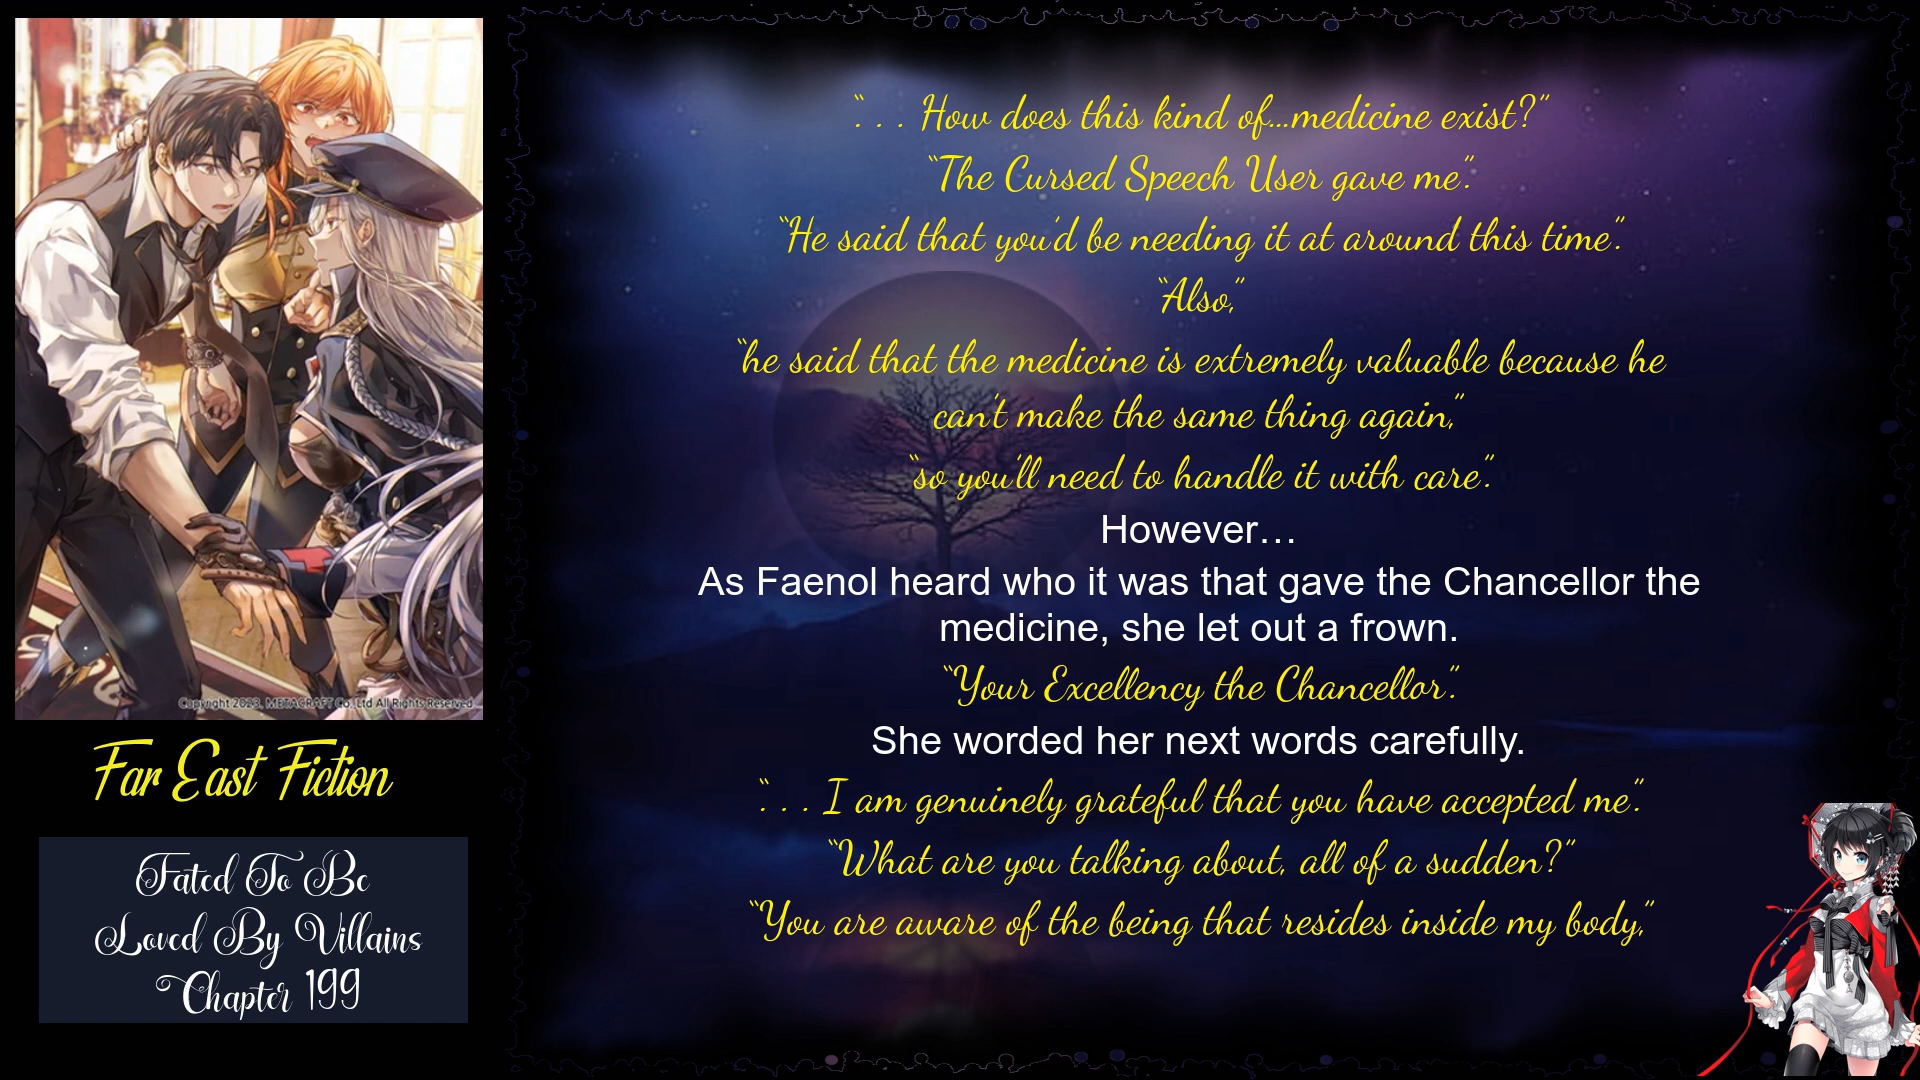 “. . . How does this kind of...medicine exist?”
“The Cursed Speech User gave me”.
“He said that you'd be needing it at around this time”.
“Also,”
“he said that the medicine is extremely valuable because he
can't make the same thing again,”
“so you'll need to handle it with care”.
However…
As Faenol heard who it was that gave the Chancellor the
medicine, she let out a frown.
“Your Excellency the Chancellor”.
She worded her next words carefully.
“. . . I am genuinely grateful that you have accepted me”.
“What are you talking about, all of a sudden?”
“You are aware of the being that resides inside my body,”
Copyright 2023. METACRAFT Co.,Ltd All Rights Reserved.
Far East Fiction
Fated To Be
Loved By Villains
Chapter 199